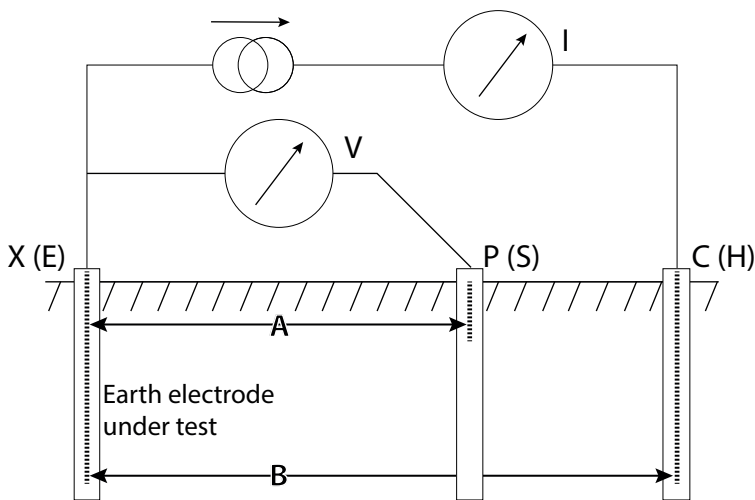 I
V
X (E)
P (S)
C (H)
A
Earth electrode
under test
B